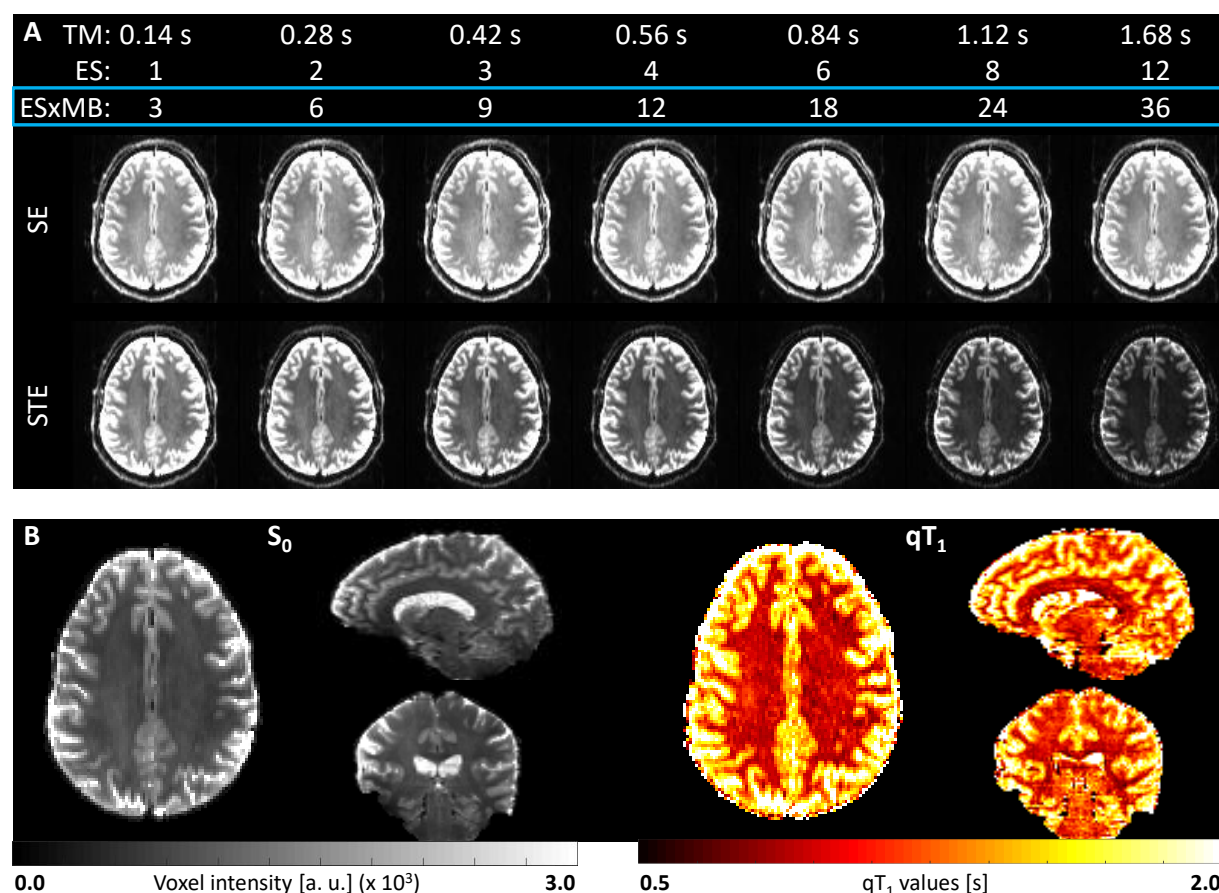 A TM: 0.14 s 0.28 s 0.42 s 0.56 s 0.84 s 1.12 s 1.68 s
ES: 1 2 3 4 6 8 12
ESxMB: 3 6 9 12 18 24 36
SE
STE
B S₀ qT₁
0.0 Voxel intensity [a. u.] (x 10³) 3.0 0.5 qT₁ values [s] 2.0